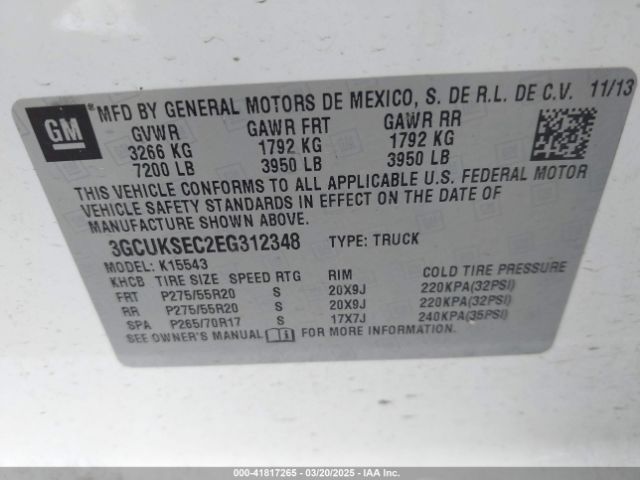 GM ® MFD BY GENERAL MOTORS DE MEXICO, S. DE R.L. DE C.V. 11/13
GVWR GAWR FRT GAWR RR
3266 KG 1792 KG 1792 KG
7200 LB 3950 LB 3950 LB
THIS VEHICLE CONFORMS TO ALL APPLICABLE U.S. FEDERAL MOTOR
VEHICLE SAFETY STANDARDS IN EFFECT ON THE DATE OF
MANUFACTURE SHOWN ABOVE.
3GCUKSEC2EG312348 TYPE: TRUCK
MODEL: K15543
KHCB TIRE SIZE SPEED RTG RIM COLD TIRE PRESSURE
FRT P275/55R20 S 20X9J 220KPA(32PSI)
RR P275/55R20 S 20X9J 220KPA(32PSI)
SPA P265/70R17 S 17X7J 240KPA(35PSI)
SEE OWNER'S MANUAL FOR MORE INFORMATION.
000-41817265 | 03/20/2025 | IAA Inc.